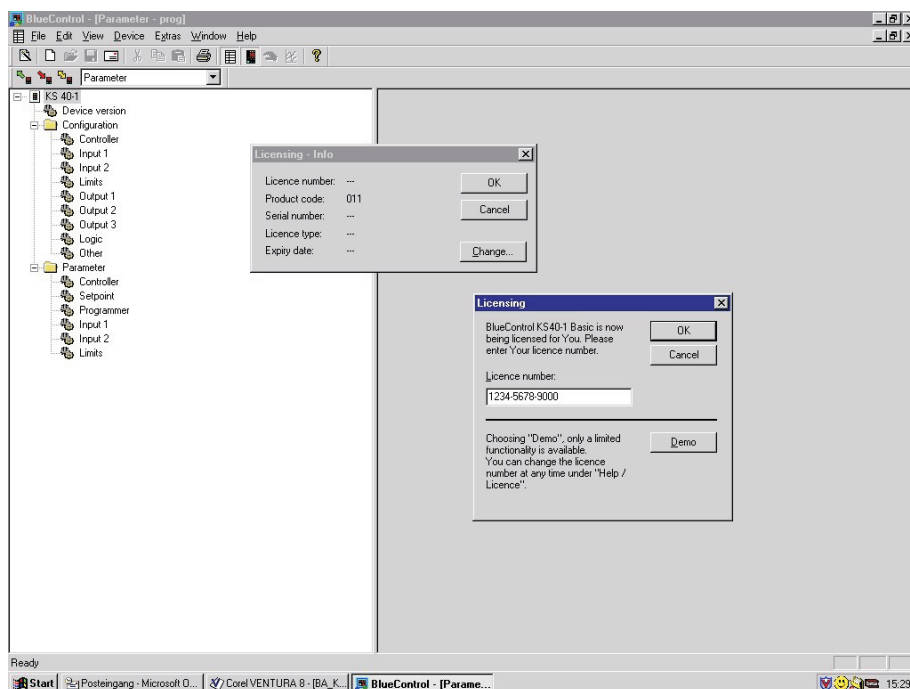 BlueControl - [Parameter - prog]
File Edit View Device Extras Window Help
Parameter
KS 40-1
Device version
Configuration
Controller
Input 1
Input 2
Limits
Output 1
Output 2
Output 3
Logic
Other
Parameter
Controller
Setpoint
Programmer
Input 1
Input 2
Limits
Licensing - Info
Licence number: ---
Product code: 011
Serial number: ---
Licence type: ---
Expiry date: ---
OK
Cancel
Change...
Licensing
BlueControl KS40-1 Basic is now
being licensed for You. Please
enter Your licence number.
OK
Cancel
Licence number:
1234-5678-9000
Choosing "Demo", only a limited
functionality is available.
You can change the licence
number at any time under "Help /
Licence".
Demo
Ready
Start Posteingang - Microsoft O... Corel VENTURA 8 - [BA_K... BlueControl - [Parame... 15:29